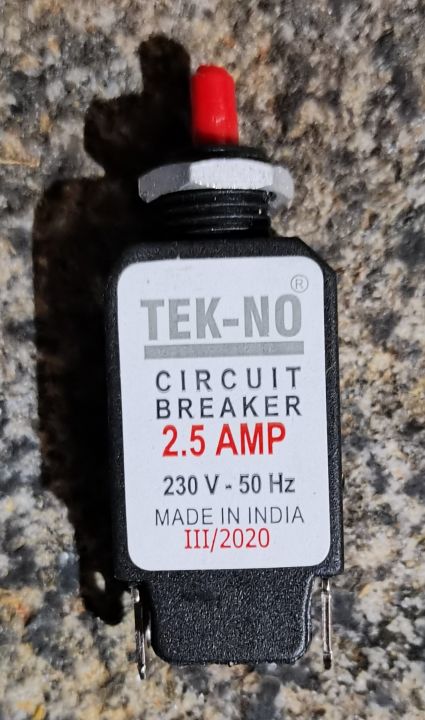 TEK-NO®
CIRCUIT
BREAKER
2.5 AMP
230 V - 50 Hz
MADE IN INDIA
III/2020